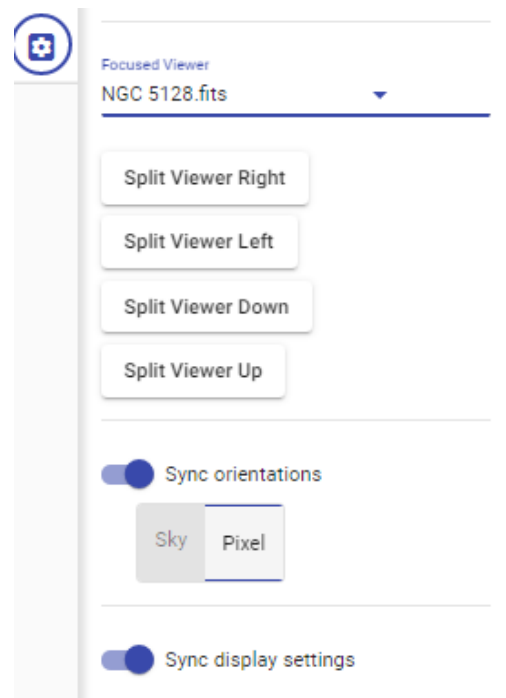 Focused Viewer
NGC 5128.fits
Split Viewer Right
Split Viewer Left
Split Viewer Down
Split Viewer Up
Sync orientations
Sky Pixel
Sync display settings